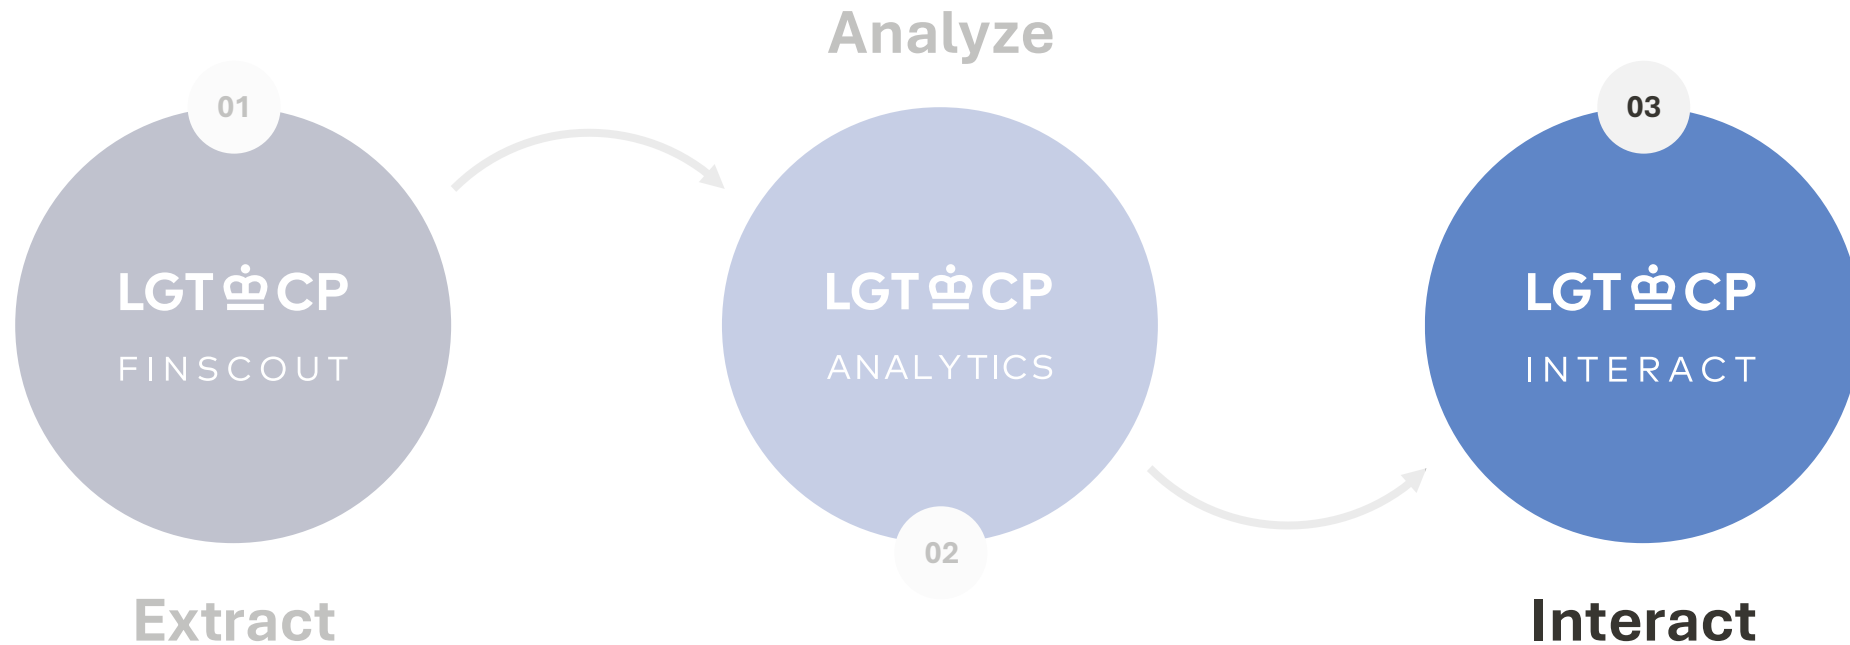 01
LGT CP
FINSCOUT
Extract
Analyze
LGT CP
ANALYTICS
02
03
LGT CP
INTERACT
Interact